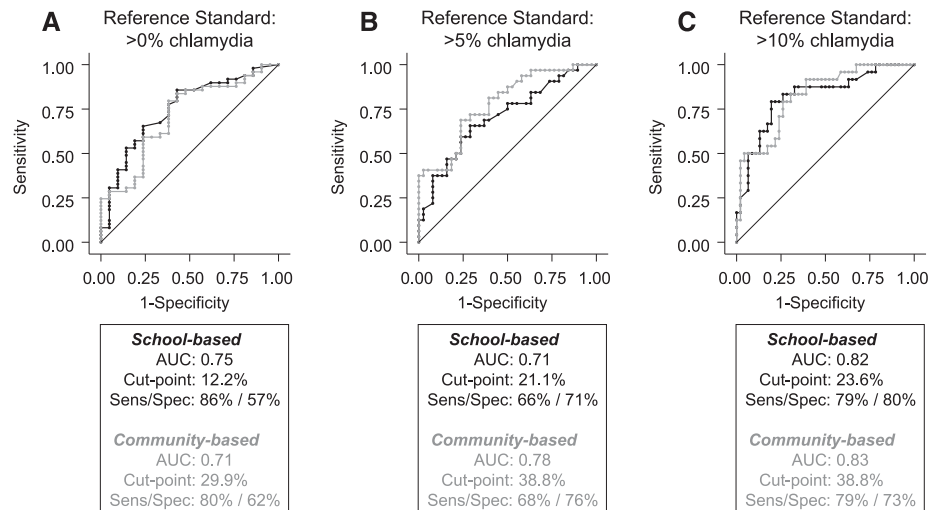 A
Reference Standard:
>0% chlamydia
1.00
0.75
0.50
0.25
0.00
Sensitivity
0.00 0.25 0.50 0.75 1.00
1-Specificity
School-based
AUC: 0.75
Cut-point: 12.2%
Sens/Spec: 86% / 57%
Community-based
AUC: 0.71
Cut-point: 29.9%
Sens/Spec: 80% / 62%
B
Reference Standard:
>5% chlamydia
1.00
0.75
0.50
0.25
0.00
Sensitivity
0.00 0.25 0.50 0.75 1.00
1-Specificity
School-based
AUC: 0.71
Cut-point: 21.1%
Sens/Spec: 66% / 71%
Community-based
AUC: 0.78
Cut-point: 38.8%
Sens/Spec: 68% / 76%
C
Reference Standard:
>10% chlamydia
1.00
0.75
0.50
0.25
0.00
Sensitivity
0.00 0.25 0.50 0.75 1.00
1-Specificity
School-based
AUC: 0.82
Cut-point: 23.6%
Sens/Spec: 79% / 80%
Community-based
AUC: 0.83
Cut-point: 38.8%
Sens/Spec: 79% / 73%